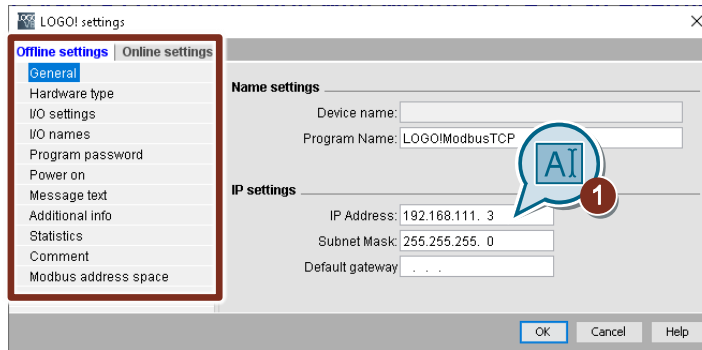 LOGO! settings
Offline settings Online settings
General
Hardware type
I/O settings
I/O names
Program password
Power on
Message text
Additional info
Statistics
Comment
Modbus address space
Name settings
Device name:
Program Name: LOGO!ModbusTCP
AI
1
IP settings
IP Address: 192.168.111. 3
Subnet Mask: 255.255.255. 0
Default gateway . . .
OK Cancel Help